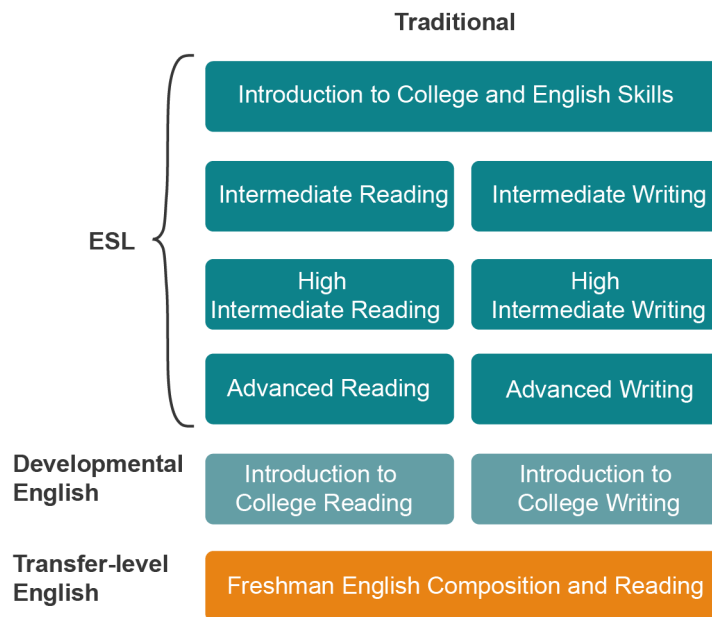 Traditional
Introduction to College and English Skills
Intermediate Reading
Intermediate Writing
ESL
High
Intermediate Reading
High
Intermediate Writing
Advanced Reading
Advanced Writing
Developmental
English
Introduction to
College Reading
Introduction to
College Writing
Transfer-level
English
Freshman English Composition and Reading